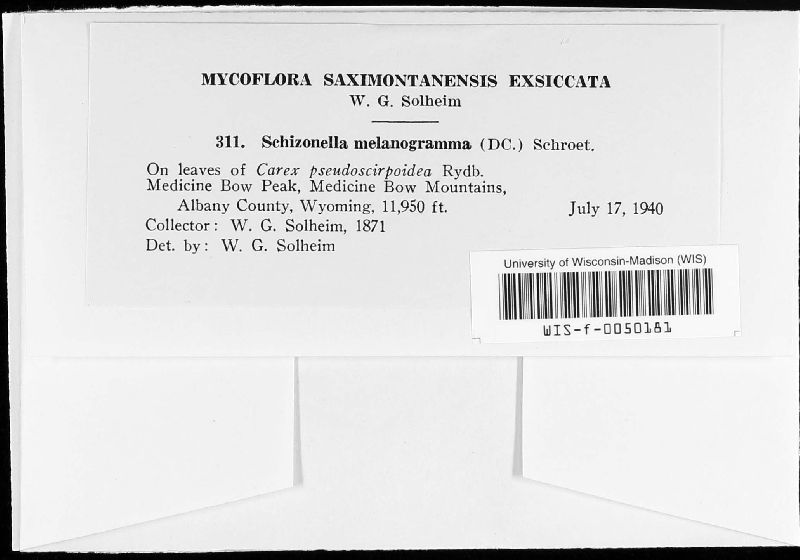 MYCOFLORA SAXIMONTANENSIS EXSICCATA
W. G. Solheim
311. Schizonella melanogramma (DC.) Schroet.
On leaves of Carex pseudoscirpoidea Rydb.
Medicine Bow Peak, Medicine Bow Mountains,
Albany County, Wyoming, 11,950 ft. July 17, 1940
Collector: W. G. Solheim, 1871
Det. by: W. G. Solheim
University of Wisconsin-Madison (WIS)
WIS-f-0050181